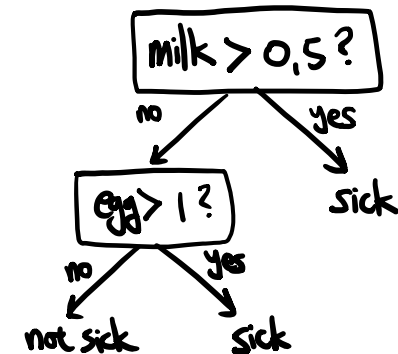 milk > 0,5?
no yes
egg > 1?
sick
no yes
not sick sick